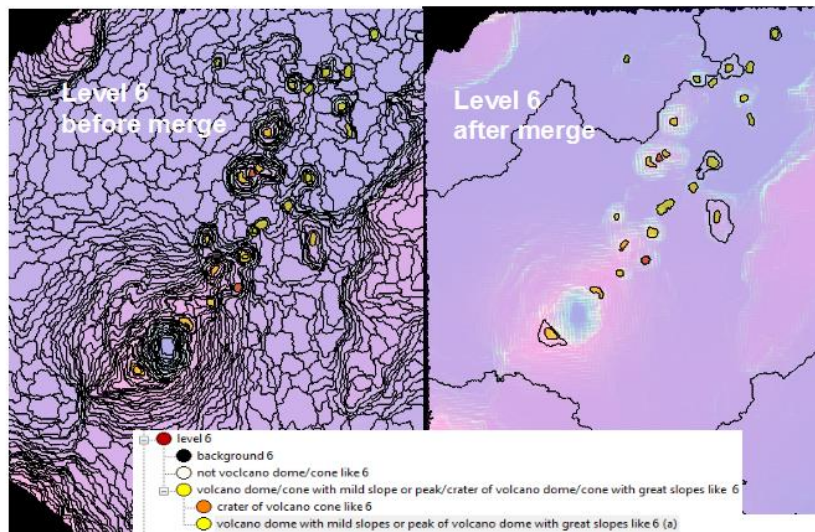 Level 6
before merge
Level 6
after merge
level 6
background 6
not voclcano dome/cone like 6
volcano dome/cone with mild slope or peak/crater of volcano dome/cone with great slopes like 6
crater of volcano cone like 6
volcano dome with mild slopes or peak of volcano dome with great slopes like 6 (a)